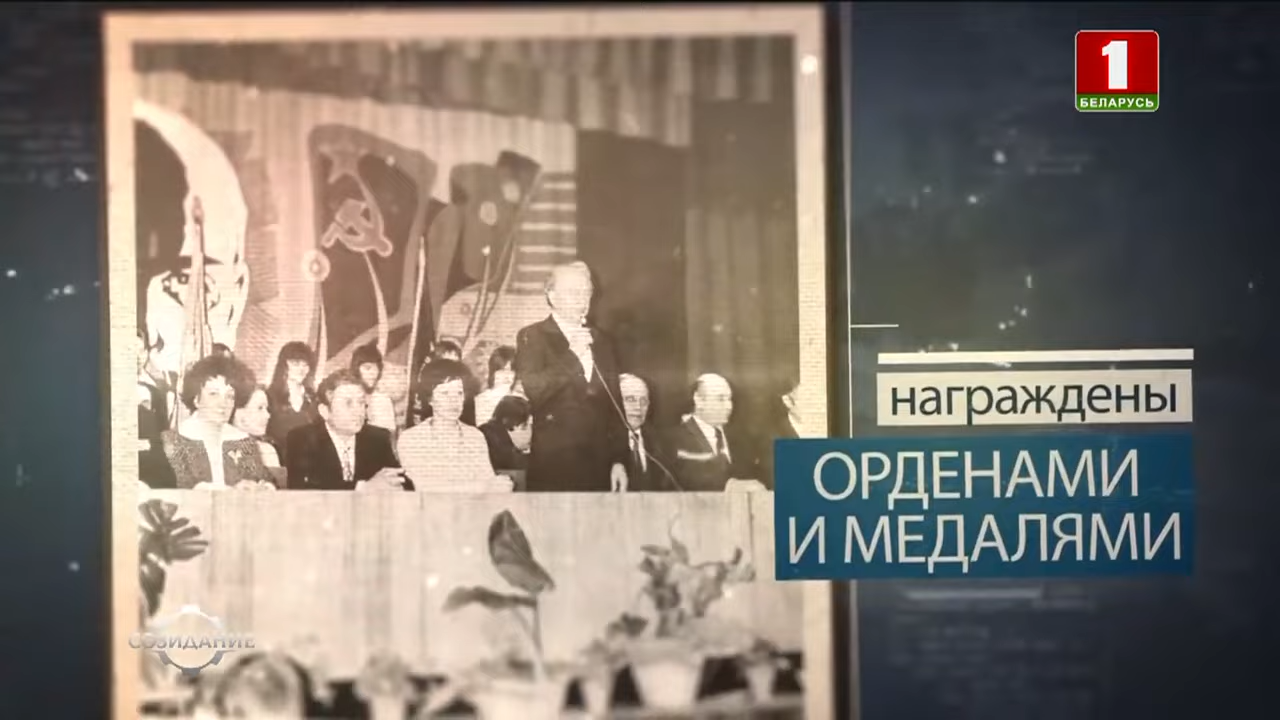 1
БЕЛАРУСЬ
награждены
ОРДЕНАМИ
И МЕДАЛЯМИ
СОЗИДАНИЕ